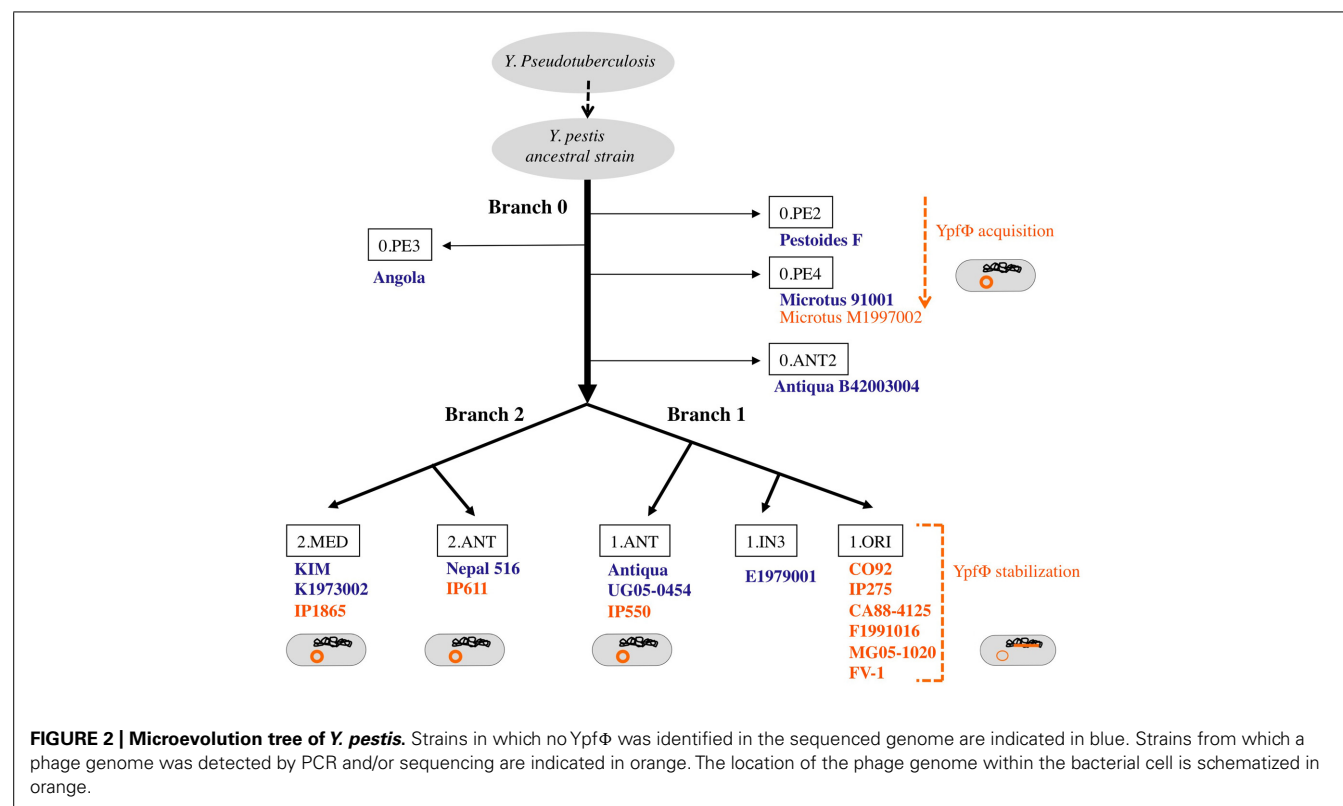 Y. Pseudotuberculosis
Y. pestis
ancestral strain
Branch 0
0.PE2
Pestoides F
YpfΦ acquisition
0.PE3
Angola
0.PE4
Microtus 91001
Microtus M1997002
0.ANT2
Antiqua B42003004
Branch 2
Branch 1
2.MED
KIM
K1973002
IP1865
2.ANT
Nepal 516
IP611
1.ANT
Antiqua
UG05-0454
IP550
1.IN3
E1979001
1.ORI
CO92
IP275
CA88-4125
F1991016
MG05-1020
FV-1
YpfΦ stabilization
FIGURE 2 | Microevolution tree of Y. pestis. Strains in which no YpfΦ was identified in the sequenced genome are indicated in blue. Strains from which a
phage genome was detected by PCR and/or sequencing are indicated in orange. The location of the phage genome within the bacterial cell is schematized in
orange.